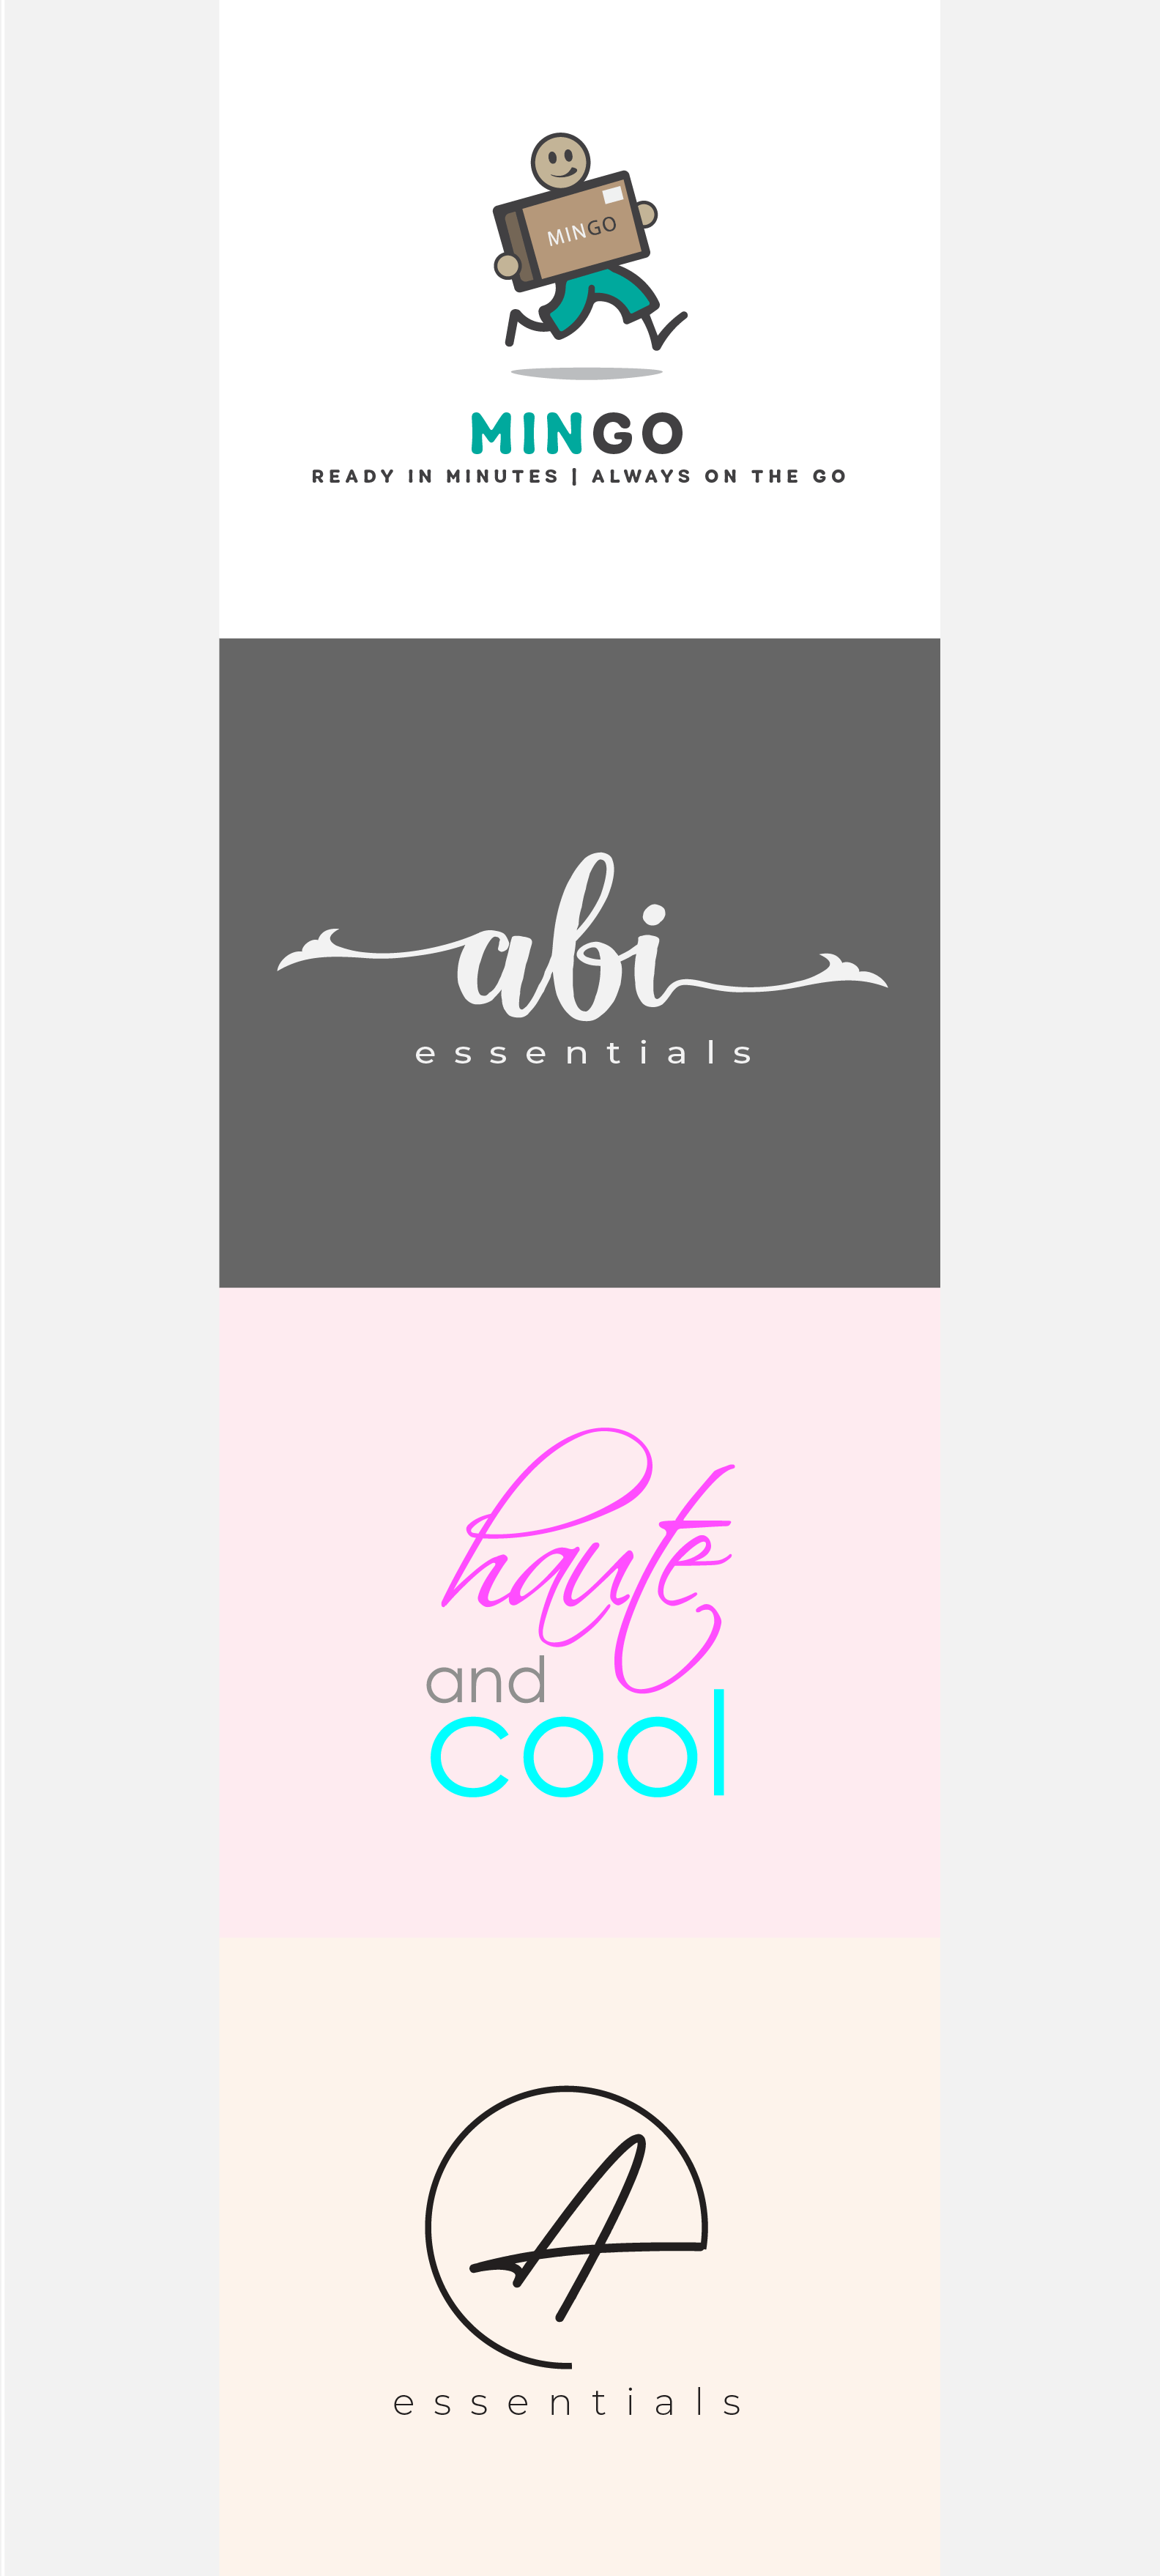 MINGO
MINGO
READY IN MINUTES | ALWAYS ON THE GO
abi
essentials
haute
and
cool
A
essentials